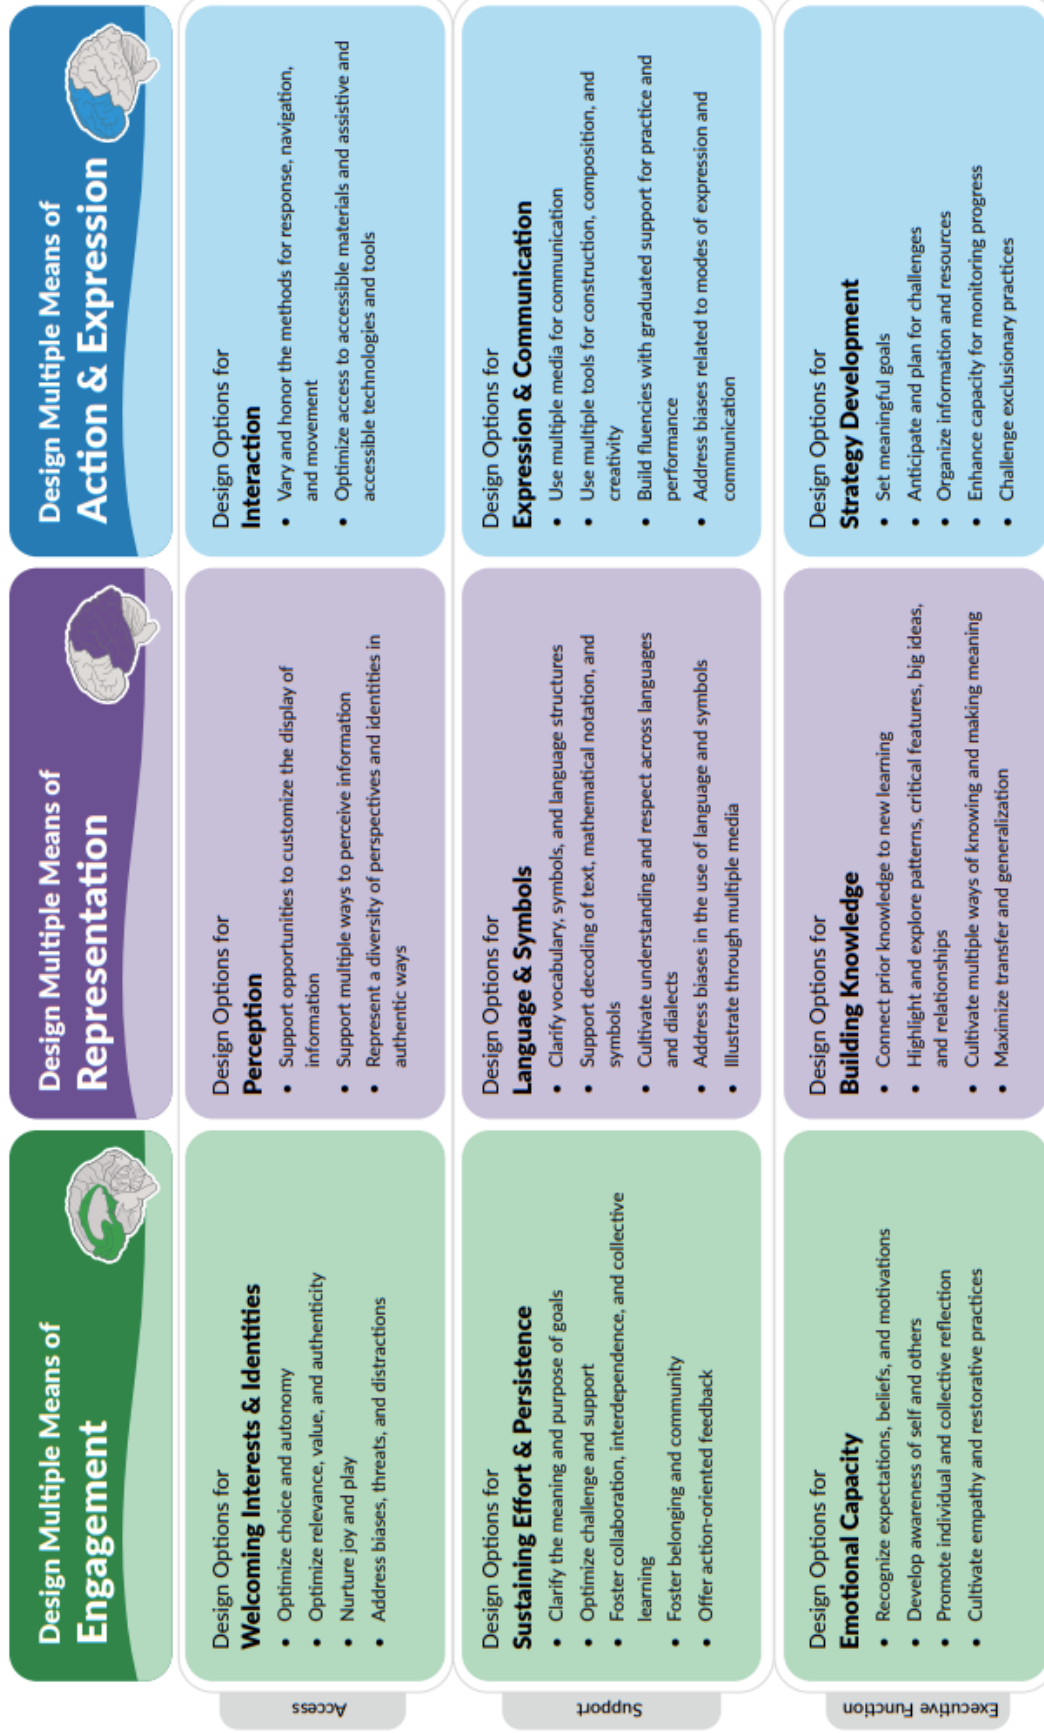 Design Multiple Means of
Engagement
Design Multiple Means of
Representation
Design Multiple Means of
Action & Expression
Access
Design Options for
Welcoming Interests & Identities
• Optimize choice and autonomy
• Optimize relevance, value, and authenticity
• Nurture joy and play
• Address biases, threats, and distractions
Design Options for
Perception
• Support opportunities to customize the display of
information
• Support multiple ways to perceive information
• Represent a diversity of perspectives and identities in
authentic ways
Design Options for
Interaction
• Vary and honor the methods for response, navigation,
and movement
• Optimize access to accessible materials and assistive and
accessible technologies and tools
Support
Design Options for
Sustaining Effort & Persistence
• Clarify the meaning and purpose of goals
• Optimize challenge and support
• Foster collaboration, interdependence, and collective
learning
• Foster belonging and community
• Offer action-oriented feedback
Design Options for
Language & Symbols
• Clarify vocabulary, symbols, and language structures
• Support decoding of text, mathematical notation, and
symbols
• Cultivate understanding and respect across languages
and dialects
• Address biases in the use of language and symbols
• Illustrate through multiple media
Design Options for
Expression & Communication
• Use multiple media for communication
• Use multiple tools for construction, composition, and
creativity
• Build fluencies with graduated support for practice and
performance
• Address biases related to modes of expression and
communication
Executive Function
Design Options for
Emotional Capacity
• Recognize expectations, beliefs, and motivations
• Develop awareness of self and others
• Promote individual and collective reflection
• Cultivate empathy and restorative practices
Design Options for
Building Knowledge
• Connect prior knowledge to new learning
• Highlight and explore patterns, critical features, big ideas,
and relationships
• Cultivate multiple ways of knowing and making meaning
• Maximize transfer and generalization
Design Options for
Strategy Development
• Set meaningful goals
• Anticipate and plan for challenges
• Organize information and resources
• Enhance capacity for monitoring progress
• Challenge exclusionary practices